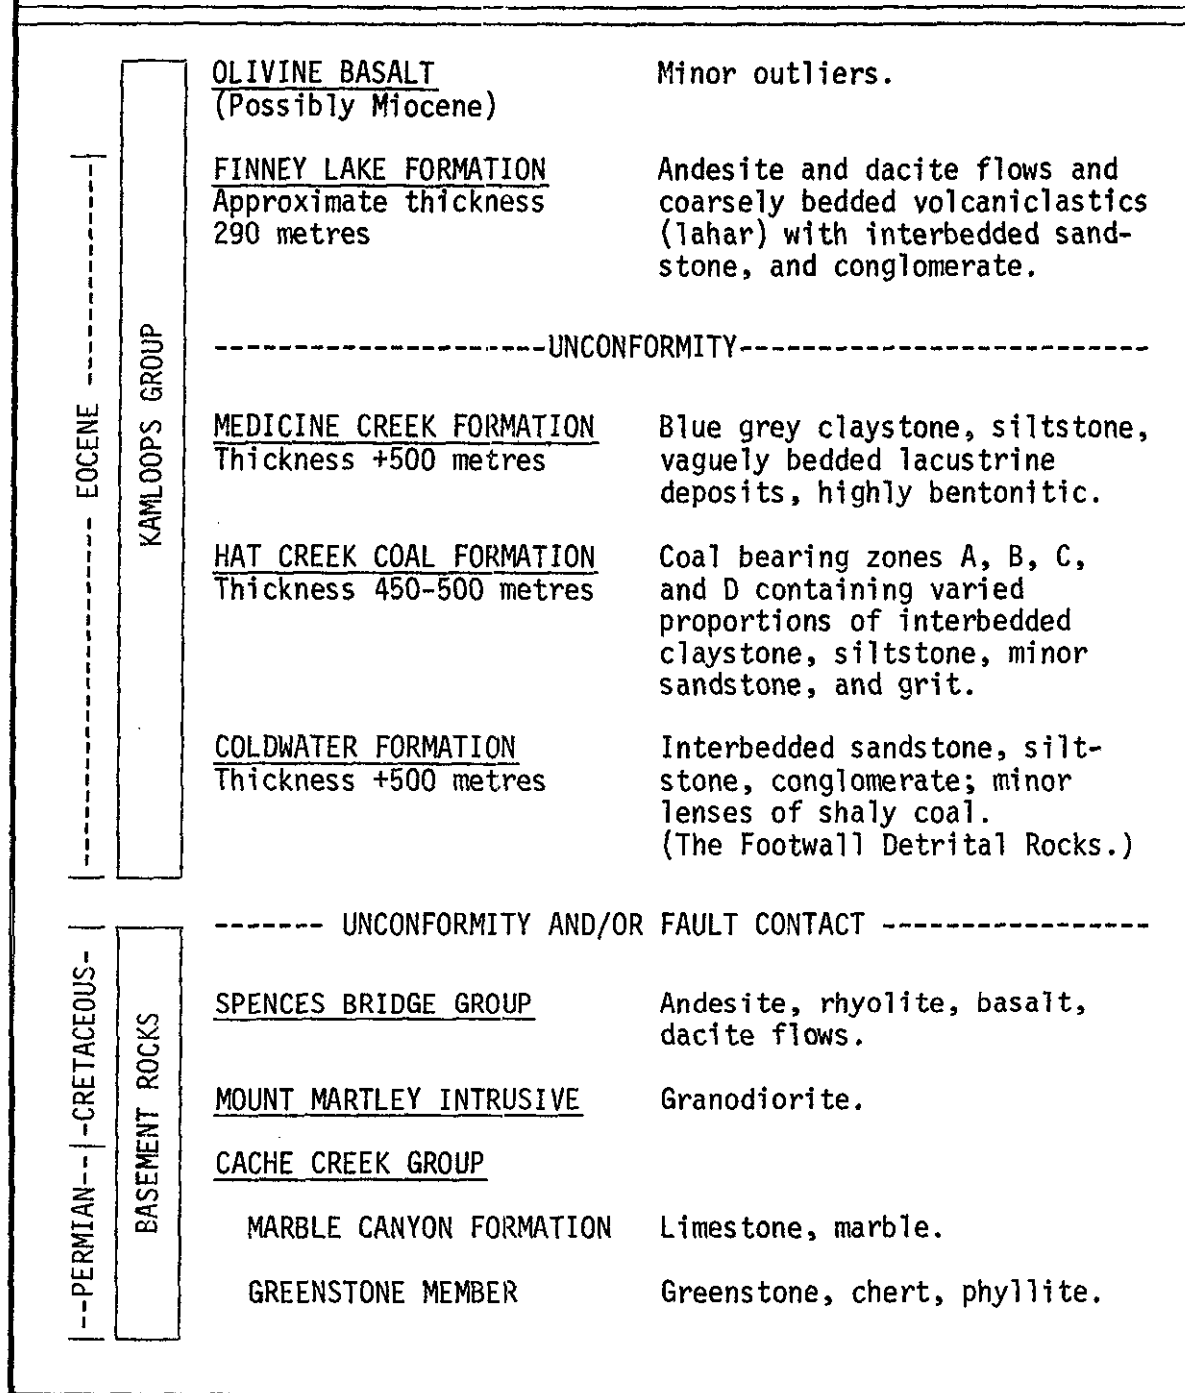 OLIVINE BASALT Minor outliers.
(Possibly Miocene)
FINNEY LAKE FORMATION Andesite and dacite flows and
Approximate thickness coarsely bedded volcaniclastics
290 metres (lahar) with interbedded sand-
stone, and conglomerate.
UNCONFORMITY
MEDICINE CREEK FORMATION Blue grey claystone, siltstone,
Thickness +500 metres vaguely bedded lacustrine
deposits, highly bentonitic.
HAT CREEK COAL FORMATION Coal bearing zones A, B, C,
Thickness 450-500 metres and D containing varied
proportions of interbedded
claystone, siltstone, minor
sandstone, and grit.
COLDWATER FORMATION Interbedded sandstone, silt-
Thickness +500 metres stone, conglomerate; minor
lenses of shaly coal.
(The Footwall Detrital Rocks.)
EOCENE
KAMLOOPS GROUP
UNCONFORMITY AND/OR FAULT CONTACT
SPENCES BRIDGE GROUP Andesite, rhyolite, basalt,
dacite flows.
MOUNT MARTLEY INTRUSIVE Granodiorite.
CACHE CREEK GROUP
MARBLE CANYON FORMATION Limestone, marble.
GREENSTONE MEMBER Greenstone, chert, phyllite.
CRETACEOUS
PERMIAN
BASEMENT ROCKS